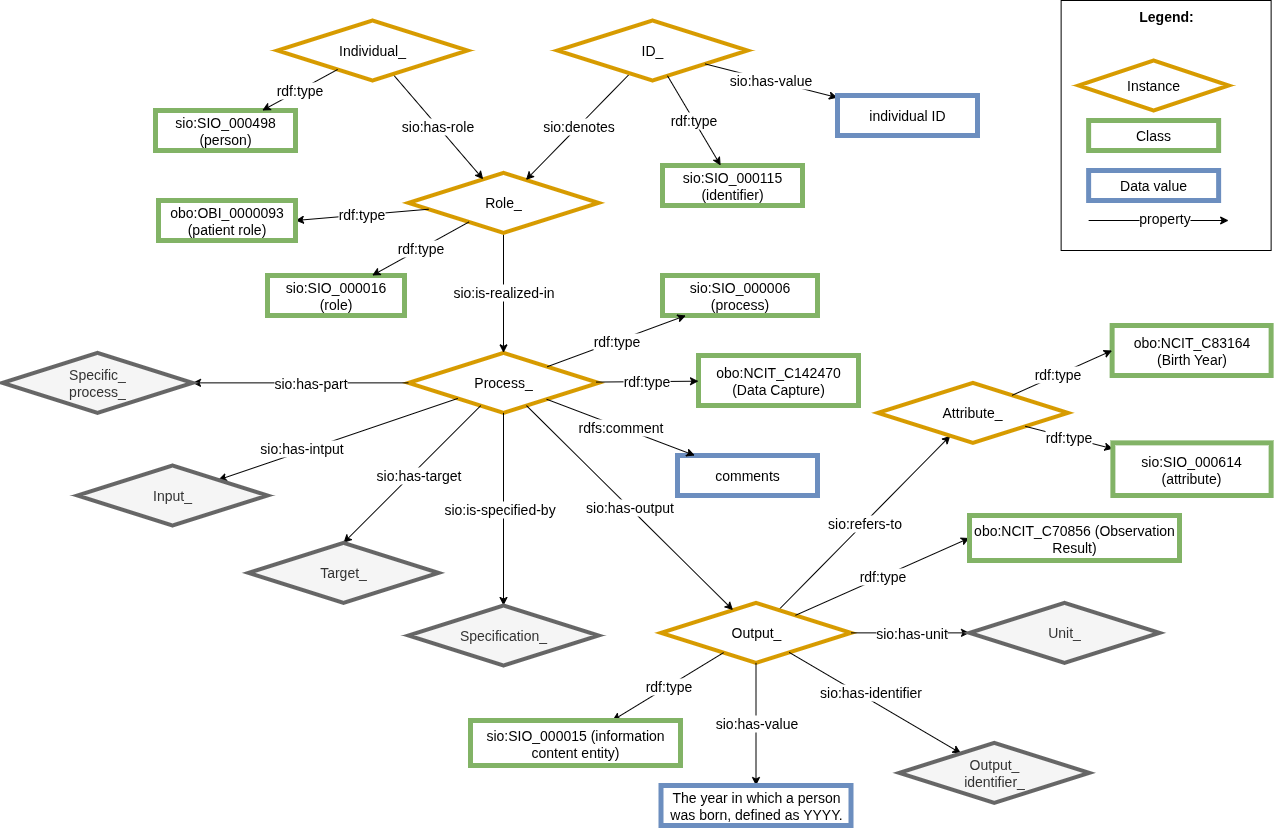 Legend:
Individual_
ID_
Instance
rdf:type
sio:has-value
individual ID
sio:SIO_000498
(person)
sio:has-role
sio:denotes
rdf:type
Class
sio:SIO_000115
(identifier)
Data value
Role_
obo:OBI_0000093
(patient role)
rdf:type
property
rdf:type
sio:SIO_000016
(role)
sio:is-realized-in
sio:SIO_000006
(process)
rdf:type
obo:NCIT_C83164
(Birth Year)
rdf:type
Specific_
process_
sio:has-part
Process_
rdf:type
obo:NCIT_C142470
(Data Capture)
Attribute_
rdfs:comment
rdf:type
sio:has-intput
sio:has-target
comments
sio:SIO_000614
(attribute)
Input_
sio:is-specified-by
sio:has-output
sio:refers-to
obo:NCIT_C70856 (Observation
Result)
Target_
rdf:type
Specification_
Output_
sio:has-unit
Unit_
rdf:type
sio:has-identifier
sio:has-value
sio:SIO_000015 (information
content entity)
Output_
identifier_
The year in which a person
was born, defined as YYYY.